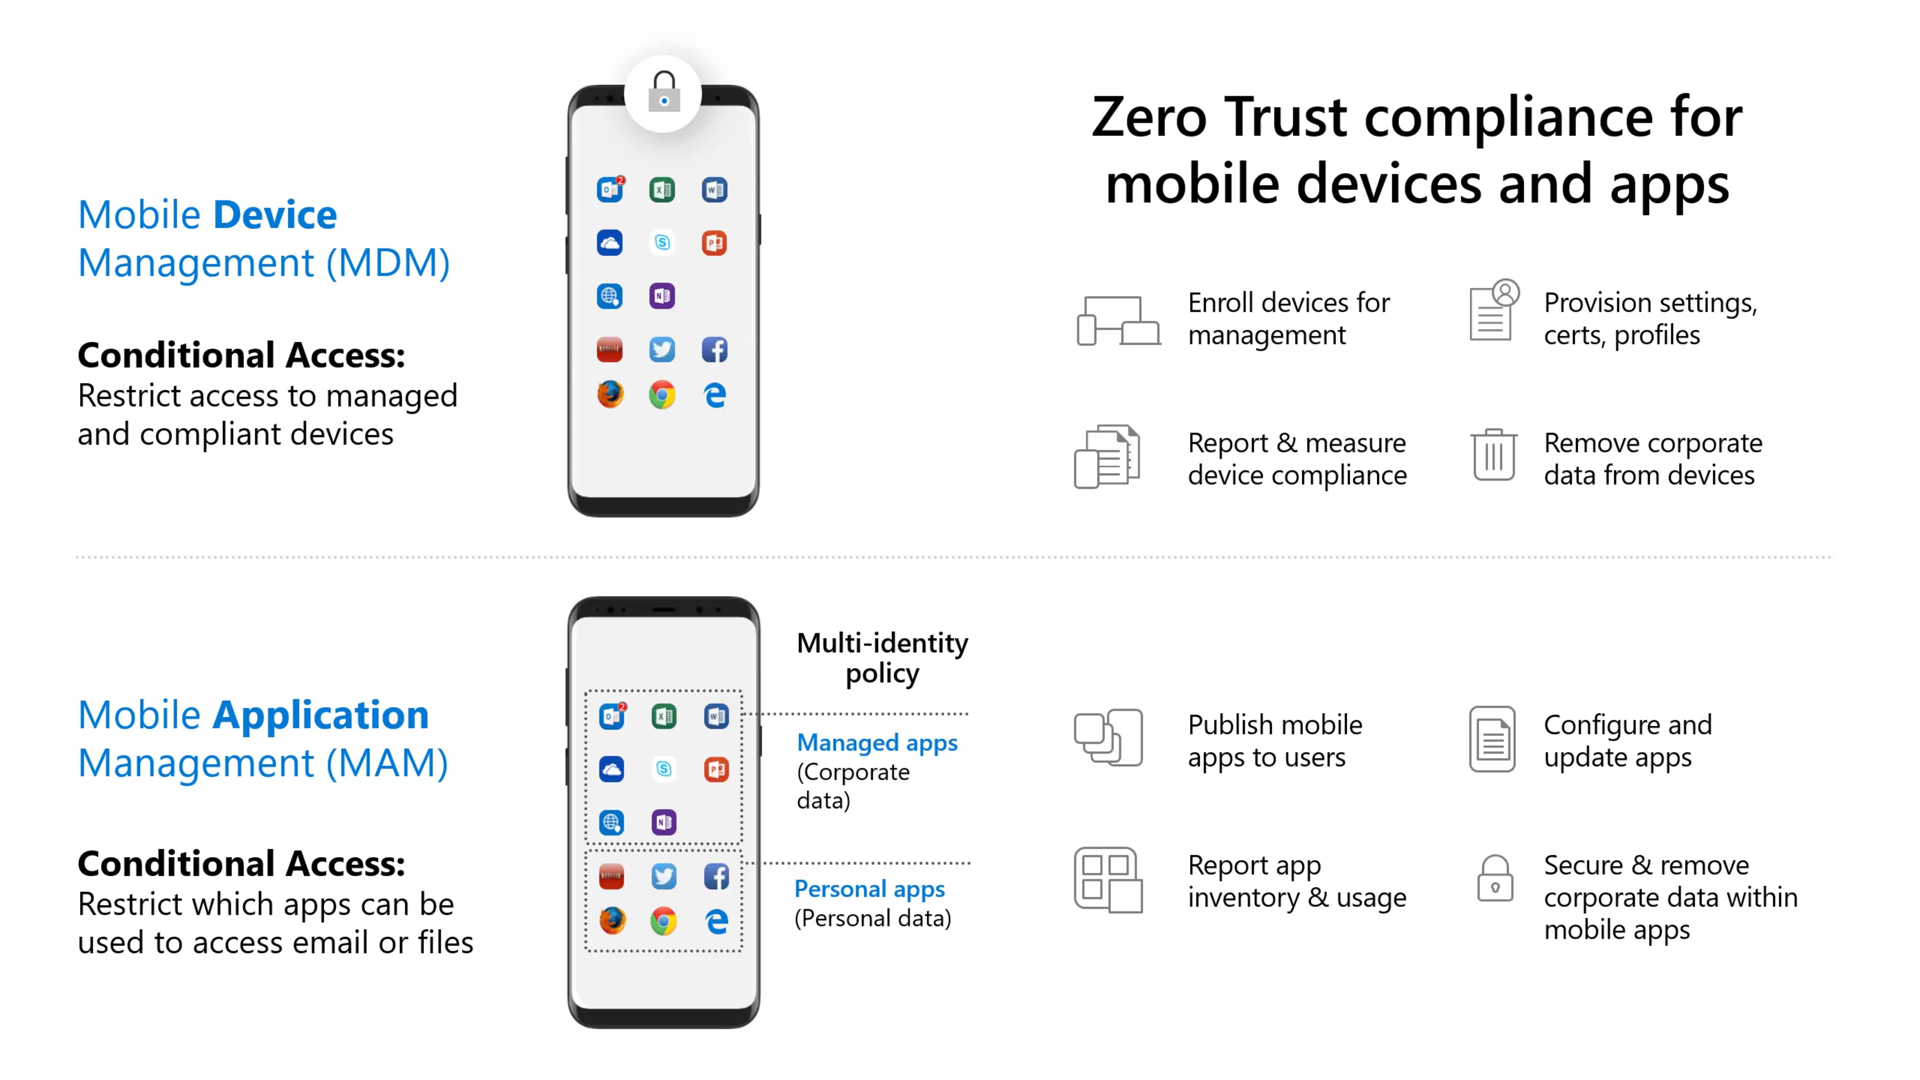 Zero Trust compliance for
mobile devices and apps
Mobile Device
Management (MDM)
Conditional Access:
Restrict access to managed
and compliant devices
2
Enroll devices for
management
Provision settings,
certs, profiles
Report & measure
device compliance
Remove corporate
data from devices
Mobile Application
Management (MAM)
Conditional Access:
Restrict which apps can be
used to access email or files
2
Multi-identity
policy
Managed apps
(Corporate
data)
Personal apps
(Personal data)
Publish mobile
apps to users
Configure and
update apps
Report app
inventory & usage
Secure & remove
corporate data within
mobile apps